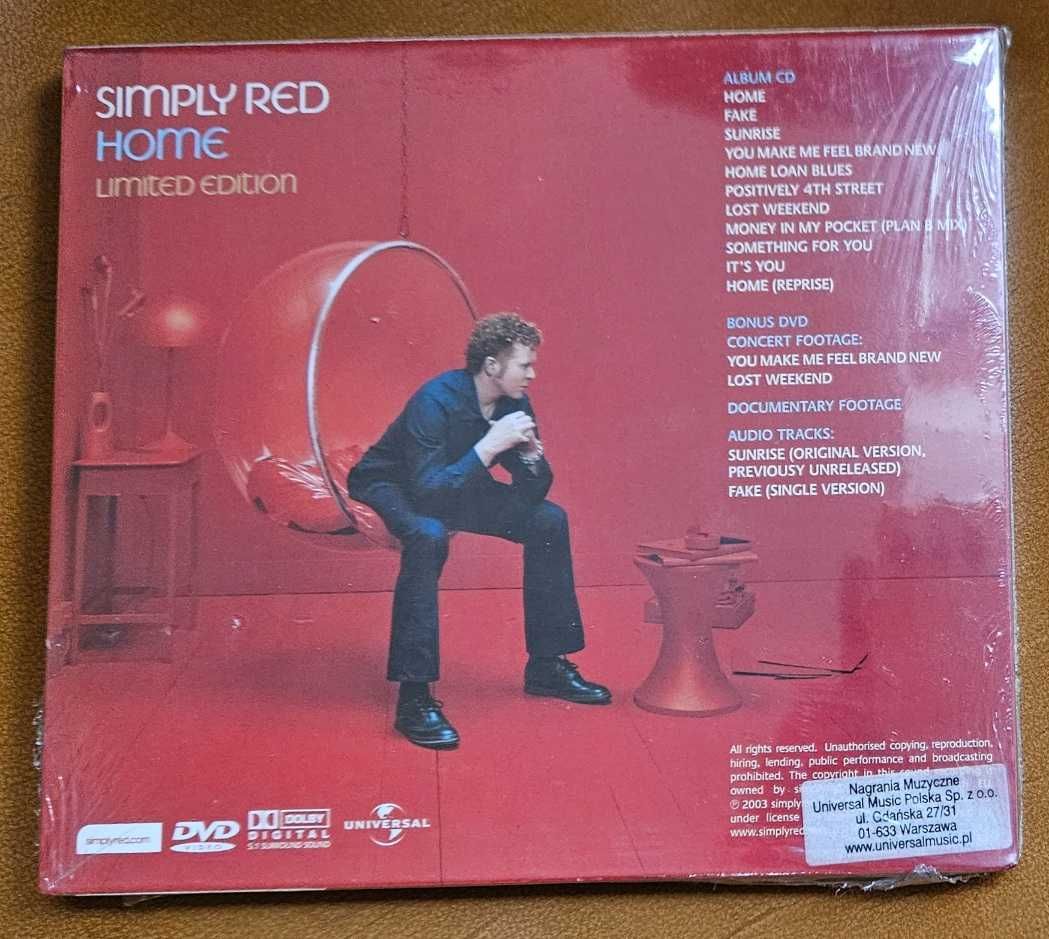 SIMPLY RED
HOME
LIMITED EDITION
ALBUM CD
HOME
FAKE
SUNRISE
YOU MAKE ME FEEL BRAND NEW
HOME LOAN BLUES
POSITIVELY 4TH STREET
LOST WEEKEND
MONEY IN MY POCKET (PLAN B MIX)
SOMETHING FOR YOU
IT'S YOU
HOME (REPRISE)
BONUS DVD
CONCERT FOOTAGE:
YOU MAKE ME FEEL BRAND NEW
LOST WEEKEND
DOCUMENTARY FOOTAGE
AUDIO TRACKS:
SUNRISE (ORIGINAL VERSION,
PREVIOUSY UNRELEASED)
FAKE (SINGLE VERSION)
All rights reserved. Unauthorised copying, reproduction,
hiring, lending, public performance and broadcasting
prohibited. The copyright in this sound
owned by
℗ 2003 simply
under license
www.simplyred
Nagrania Muzyczne
Universal Music Polska Sp. z o.o.
ul. Gdańska 27/31
01-633 Warszawa
www.universalmusic.pl
simplyred.com
DVD
VIDEO
DOLBY
DIGITAL
5.1 SURROUND SOUND
UNIVERSAL